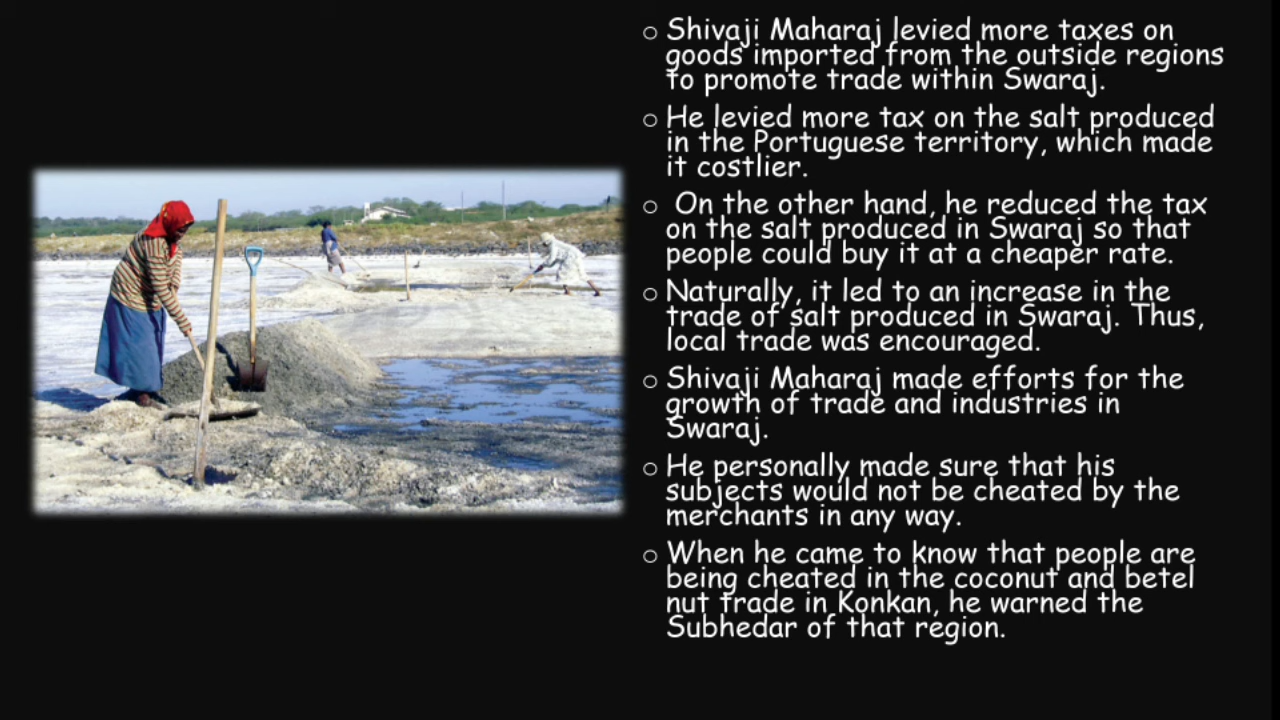 ○ Shivaji Maharaj levied more taxes on
goods imported from the outside regions
to promote trade within Swaraj.
○ He levied more tax on the salt produced
in the Portuguese territory, which made
it costlier.
○ On the other hand, he reduced the tax
on the salt produced in Swaraj so that
people could buy it at a cheaper rate.
○ Naturally, it led to an increase in the
trade of salt produced in Swaraj. Thus,
local trade was encouraged.
○ Shivaji Maharaj made efforts for the
growth of trade and industries in
Swaraj.
○ He personally made sure that his
subjects would not be cheated by the
merchants in any way.
○ When he came to know that people are
being cheated in the coconut and betel
nut trade in Konkan, he warned the
Subhedar of that region.